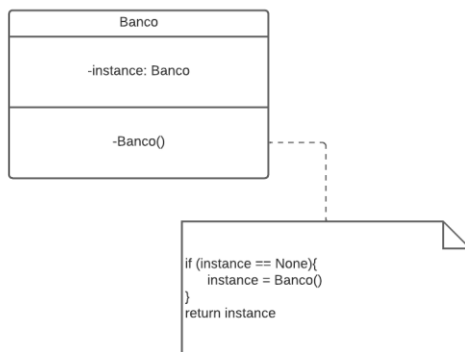 Banco
-instance: Banco
-Banco()
if (instance == None){
instance = Banco()
}
return instance